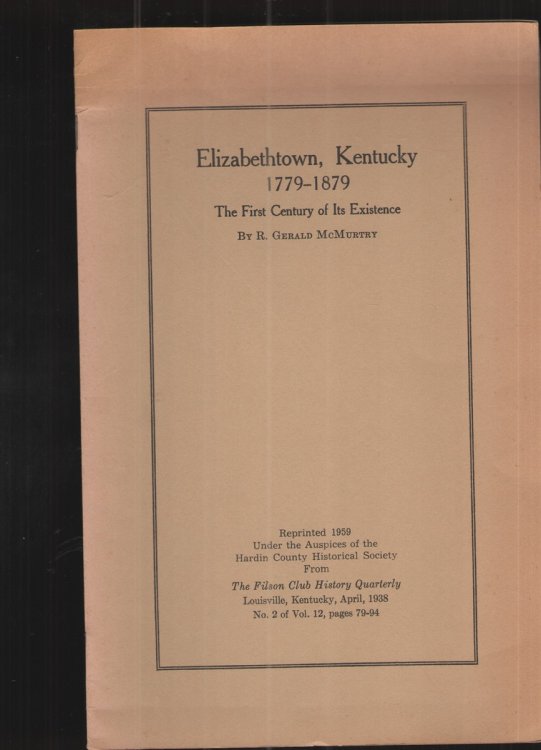 Elizabethtown, Kentucky
1779-1879
The First Century of Its Existence
By R. Gerald McMurtry
Reprinted 1959
Under the Auspices of the
Hardin County Historical Society
From
The Filson Club History Quarterly
Louisville, Kentucky, April, 1938
No. 2 of Vol. 12, pages 79-94